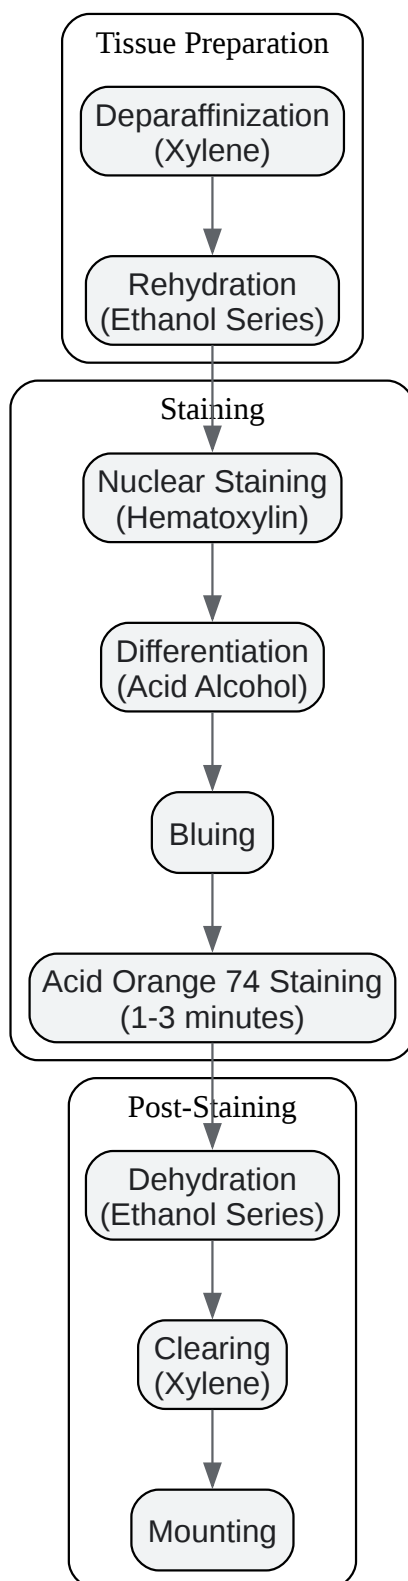 Tissue Preparation
Deparaffinization
(Xylene)
Rehydration
(Ethanol Series)
Staining
Nuclear Staining
(Hematoxylin)
Differentiation
(Acid Alcohol)
Bluing
Acid Orange 74 Staining
(1-3 minutes)
Post-Staining
Dehydration
(Ethanol Series)
Clearing
(Xylene)
Mounting